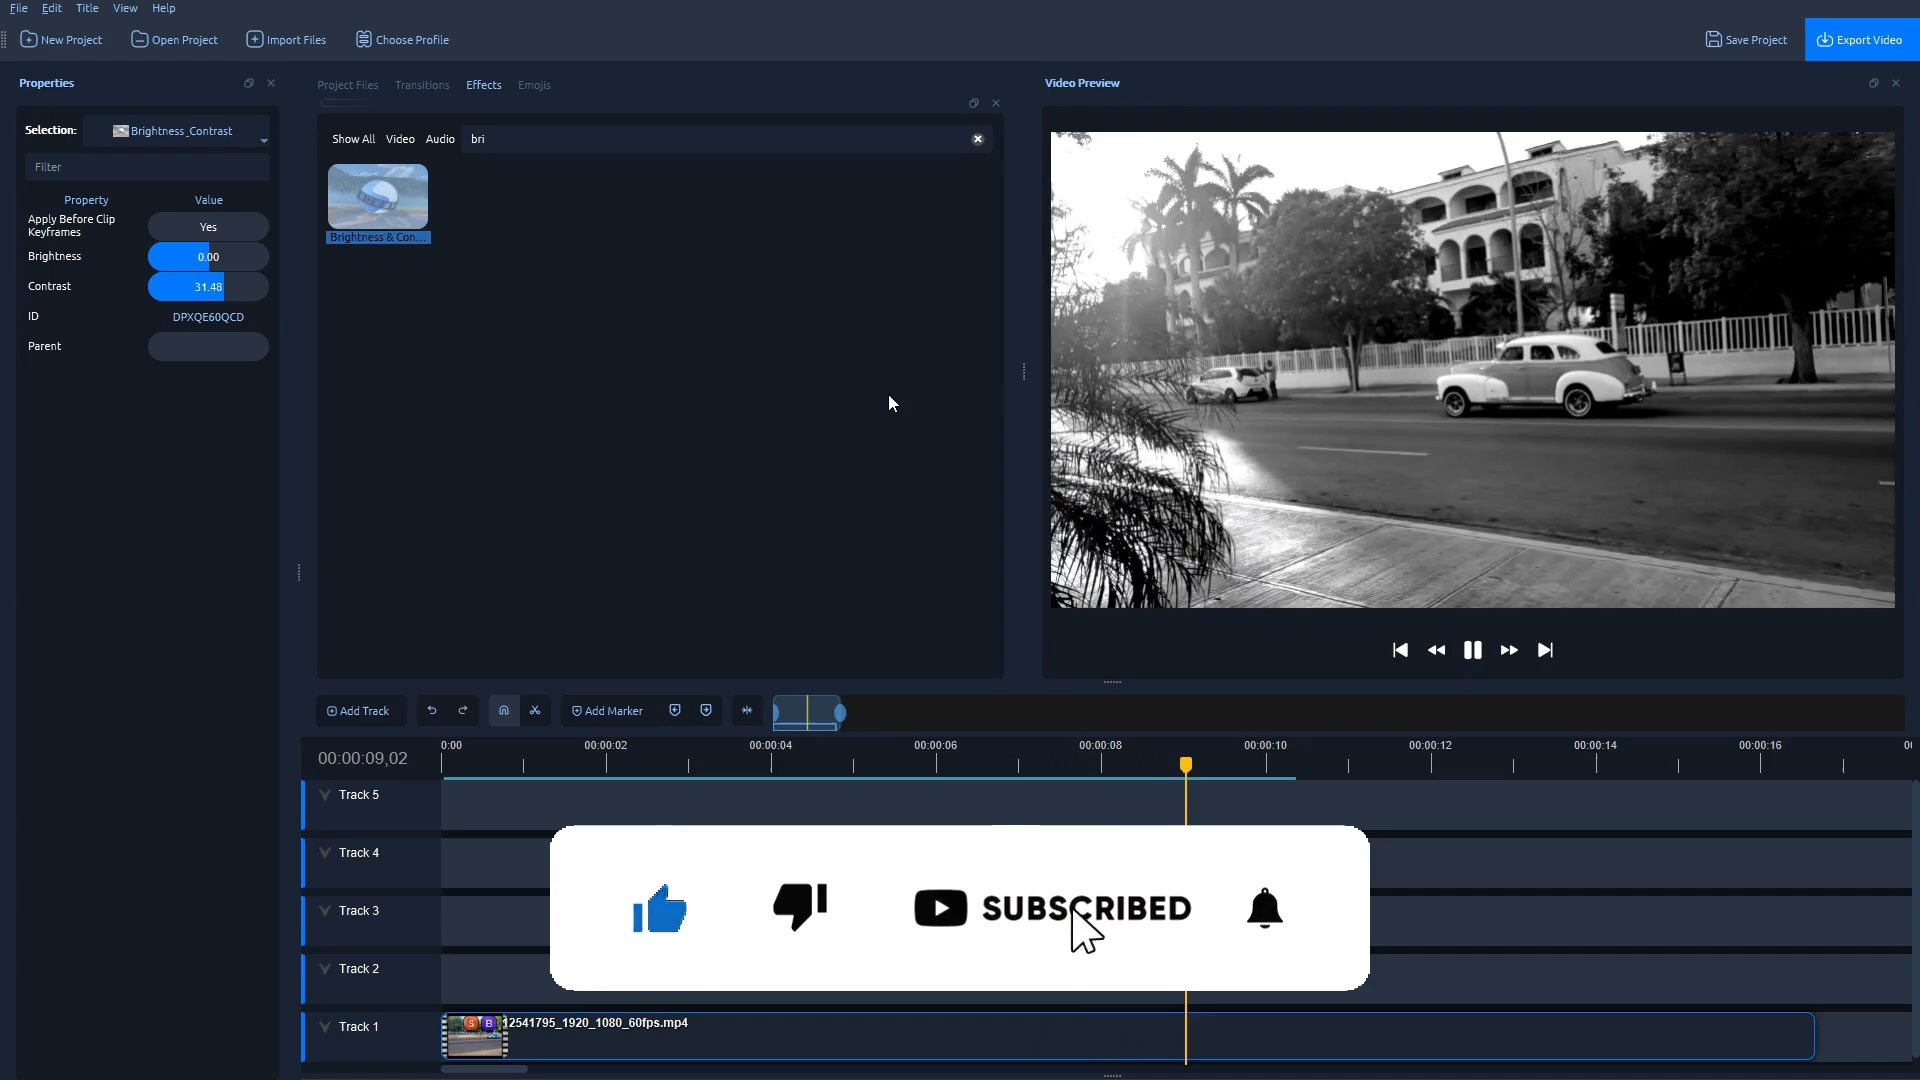 File Edit Title View Help
New Project Open Project Import Files Choose Profile Save Project Export Video
Properties
Project Files Transitions Effects Emojis
Video Preview
Selection: Brightness_Contrast
Filter
Property Value
Apply Before Clip Keyframes Yes
Brightness 0.00
Contrast 31.48
ID DPXQE60QCD
Parent
Show All Video Audio bri
Brightness & Con...
Add Track Add Marker
00:00:09,02
0:00 00:00:02 00:00:04 00:00:06 00:00:08 00:00:10 00:00:12 00:00:14 00:00:16
Track 5
Track 4
Track 3
Track 2
Track 1
S B 12541795_1920_1080_60fps.mp4
SUBSCRIBED